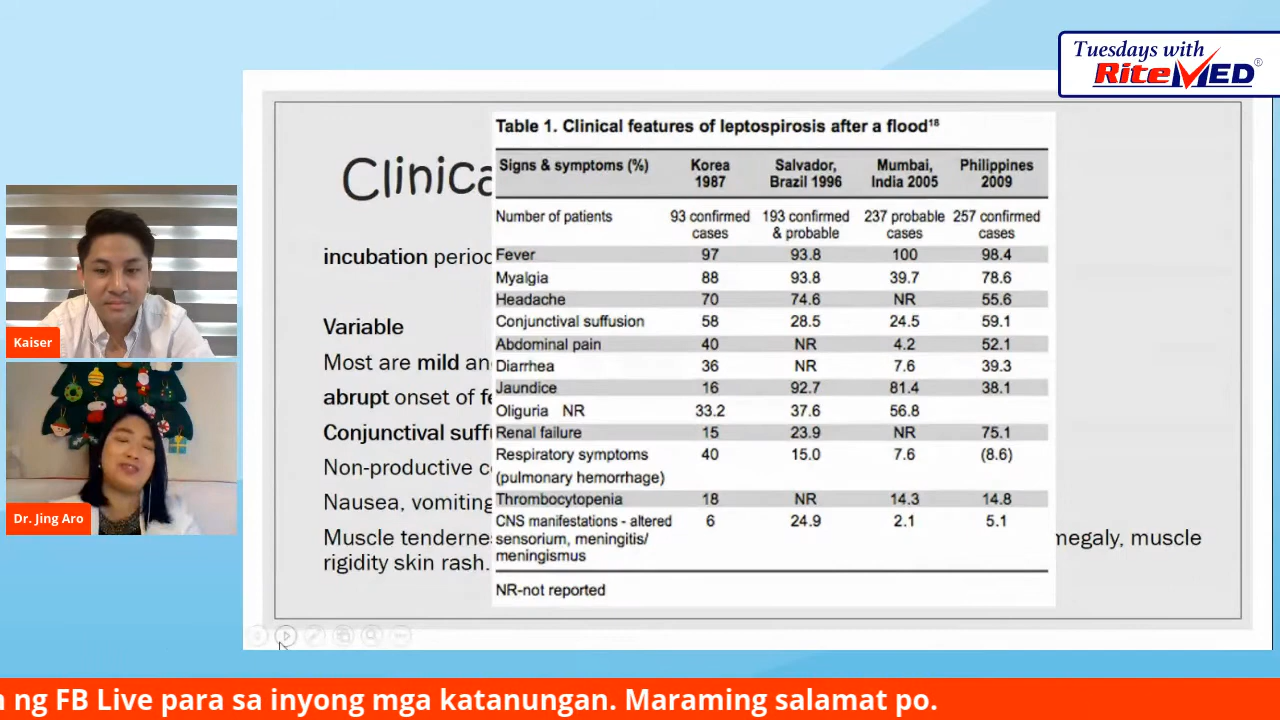 Tuesdays with
RiteMED®
Clinica
incubation period
Variable
Most are mild and
abrupt onset of fe
Conjunctival suffu
Non-productive co
Nausea, vomiting
Muscle tendernes
megaly, muscle
rigidity skin rash.
Table 1. Clinical features of leptospirosis after a flood¹⁸
Signs & symptoms (%) Korea 1987 Salvador, Brazil 1996 Mumbai, India 2005 Philippines 2009
Number of patients 93 confirmed cases 193 confirmed & probable 237 probable cases 257 confirmed cases
Fever 97 93.8 100 98.4
Myalgia 88 93.8 39.7 78.6
Headache 70 74.6 NR 55.6
Conjunctival suffusion 58 28.5 24.5 59.1
Abdominal pain 40 NR 4.2 52.1
Diarrhea 36 NR 7.6 39.3
Jaundice 16 92.7 81.4 38.1
Oliguria NR 33.2 37.6 56.8
Renal failure 15 23.9 NR 75.1
Respiratory symptoms 40 15.0 7.6 (8.6)
(pulmonary hemorrhage)
Thrombocytopenia 18 NR 14.3 14.8
CNS manifestations - altered 6 24.9 2.1 5.1
sensorium, meningitis/
meningismus
NR-not reported
Kaiser
Dr. Jing Aro
ng FB Live para sa inyong mga katanungan. Maraming salamat po.